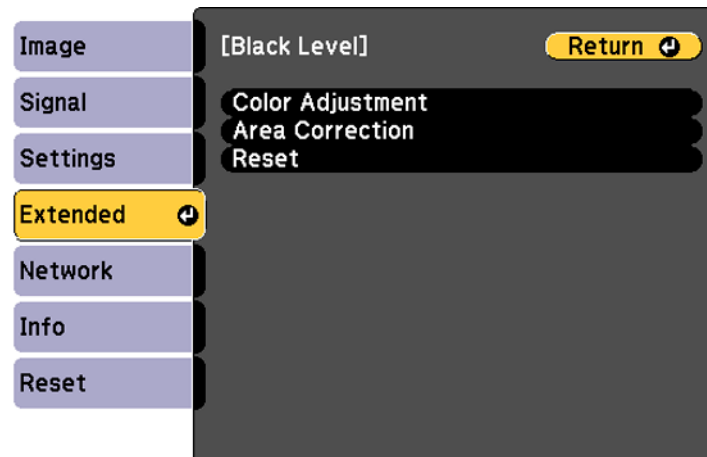 Image
Signal
Settings
Extended
Network
Info
Reset
[Black Level]
Return
Color Adjustment
Area Correction
Reset